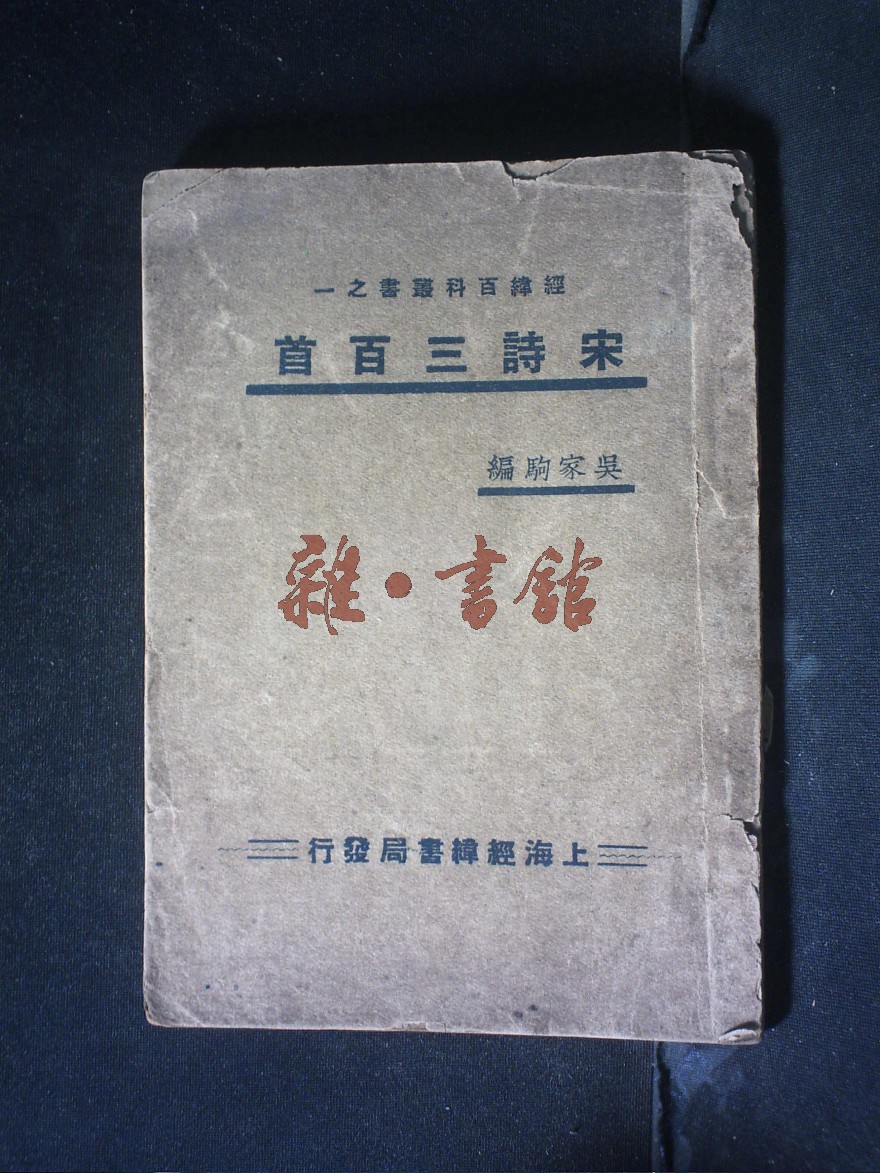 經緯百科叢書之一
宋詩三百首
吳家駒編
雜·書館
上海經緯書局發行